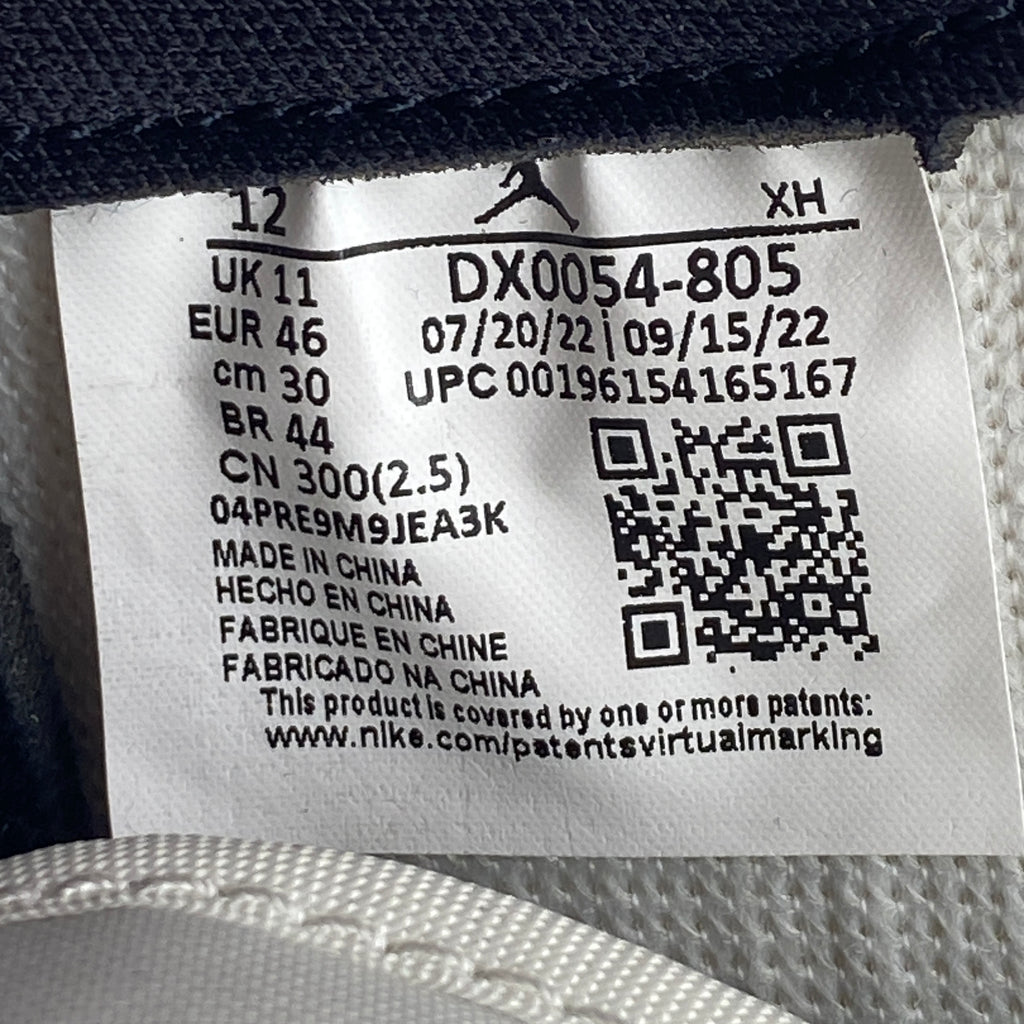 12 XH
UK 11
EUR 46
cm 30
BR 44
CN 300(2.5)
DX0054-805
07/20/22|09/15/22
UPC 00196154165167
04PRE9M9JEA3K
MADE IN CHINA
HECHO EN CHINA
FABRIQUE EN CHINE
FABRICADO NA CHINA
This product is covered by one or more patents:
www.nike.com/patentsvirtualmarking